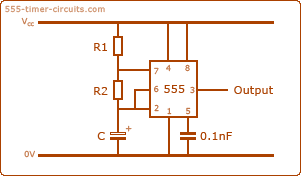 555-timer-circuits.com
Vcc
R1
7
4
8
R2
555
3
Output
6
2
1
5
C
+
0.1nF
0V